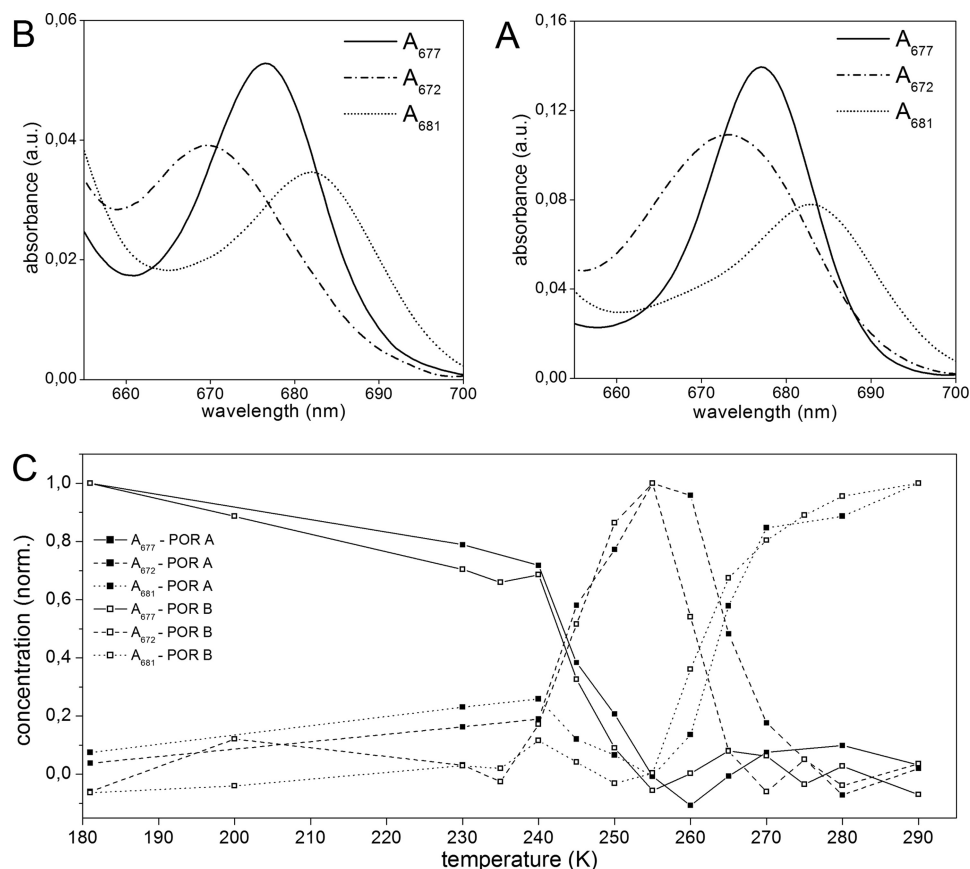 B
0,06
0,04
0,02
0,00
absorbance (a.u.)
A677
A672
A681
660 670 680 690 700
wavelength (nm)
A
0,16
0,12
0,08
0,04
0,00
absorbance (a.u.)
A677
A672
A681
660 670 680 690 700
wavelength (nm)
C
1,0
0,8
0,6
0,4
0,2
0,0
concentration (norm.)
A677 - POR A
A672 - POR A
A681 - POR A
A677 - POR B
A672 - POR B
A681 - POR B
180 190 200 210 220 230 240 250 260 270 280 290
temperature (K)